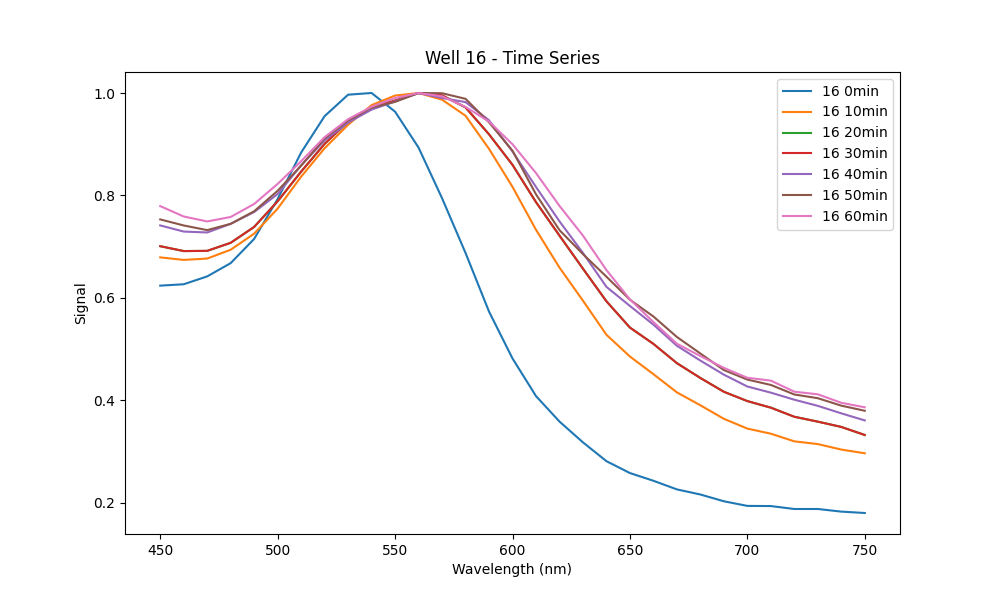 Well 16 - Time Series
1.0
0.8
0.6
0.4
0.2
Signal
450
500
550
600
650
700
750
Wavelength (nm)
16 0min
16 10min
16 20min
16 30min
16 40min
16 50min
16 60min